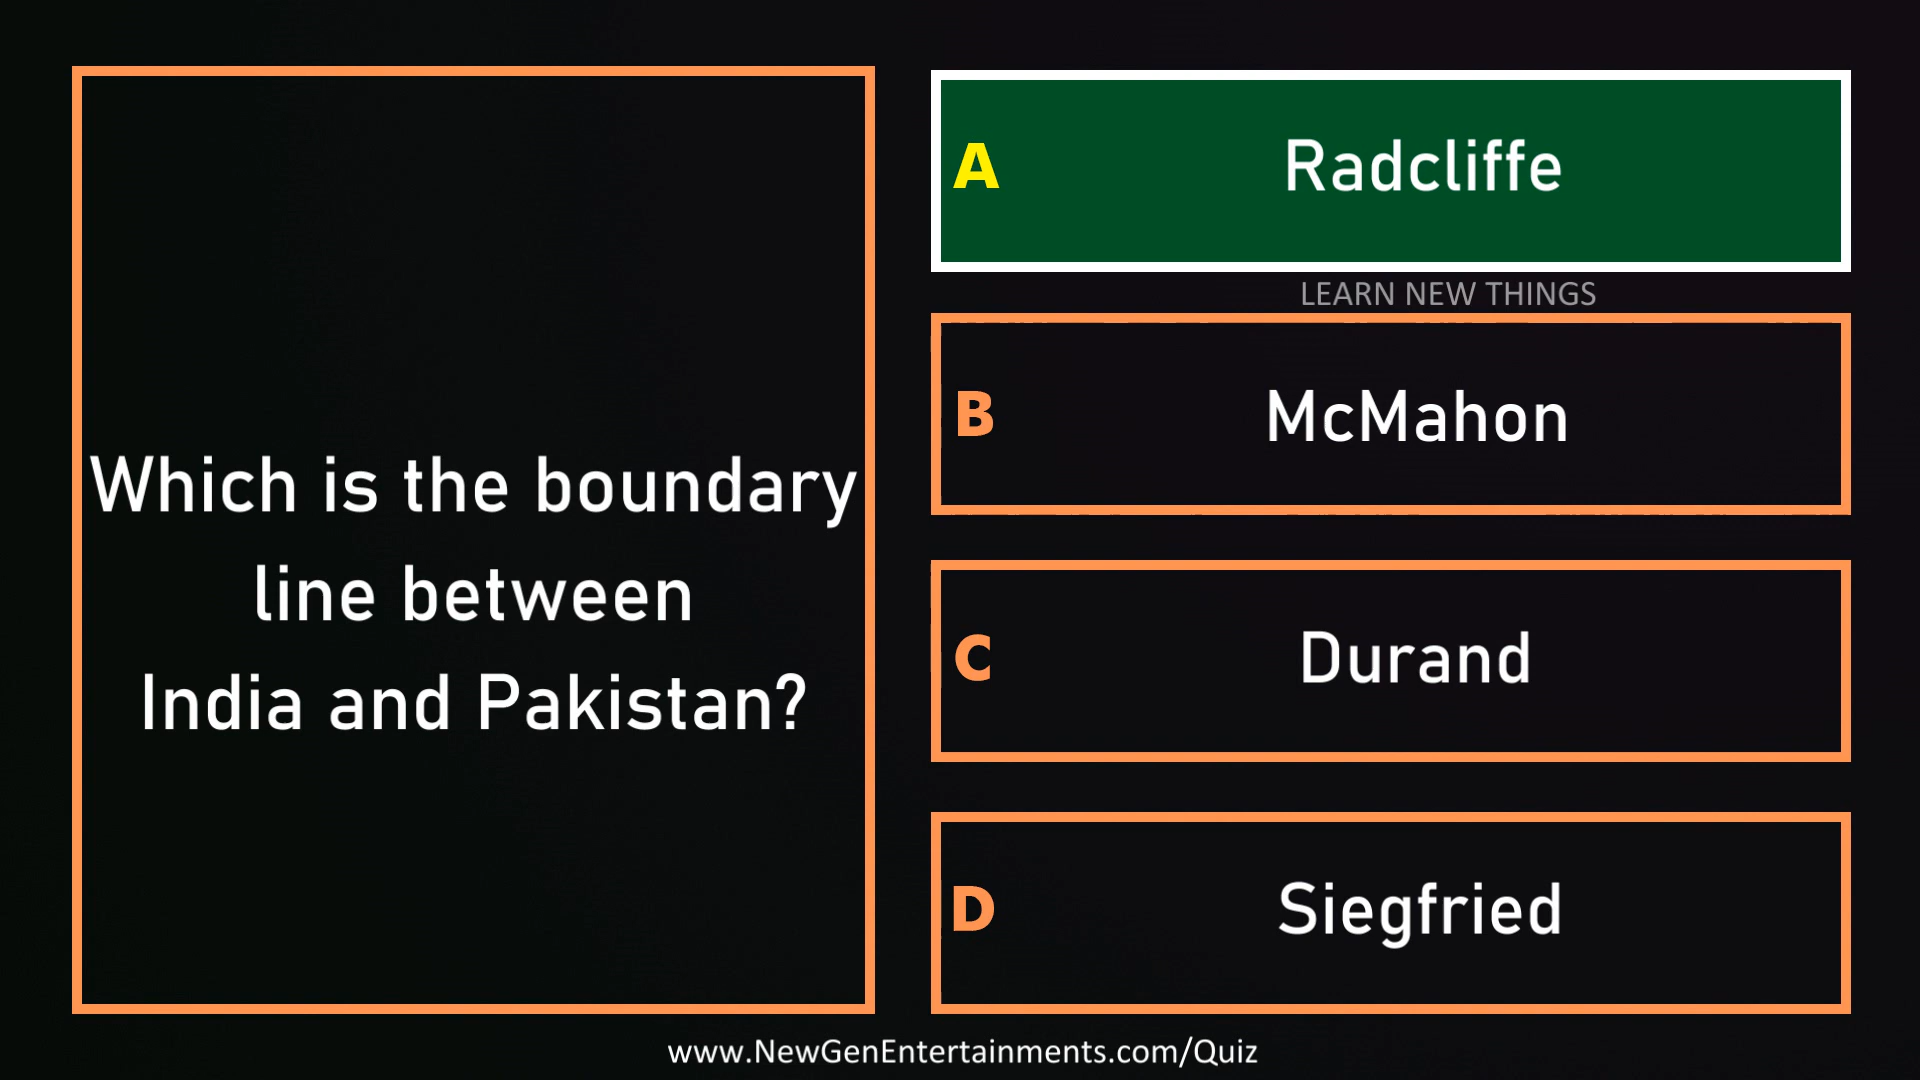 Which is the boundary
line between
India and Pakistan?
A Radcliffe
LEARN NEW THINGS
B McMahon
C Durand
D Siegfried
www.NewGenEntertainments.com/Quiz